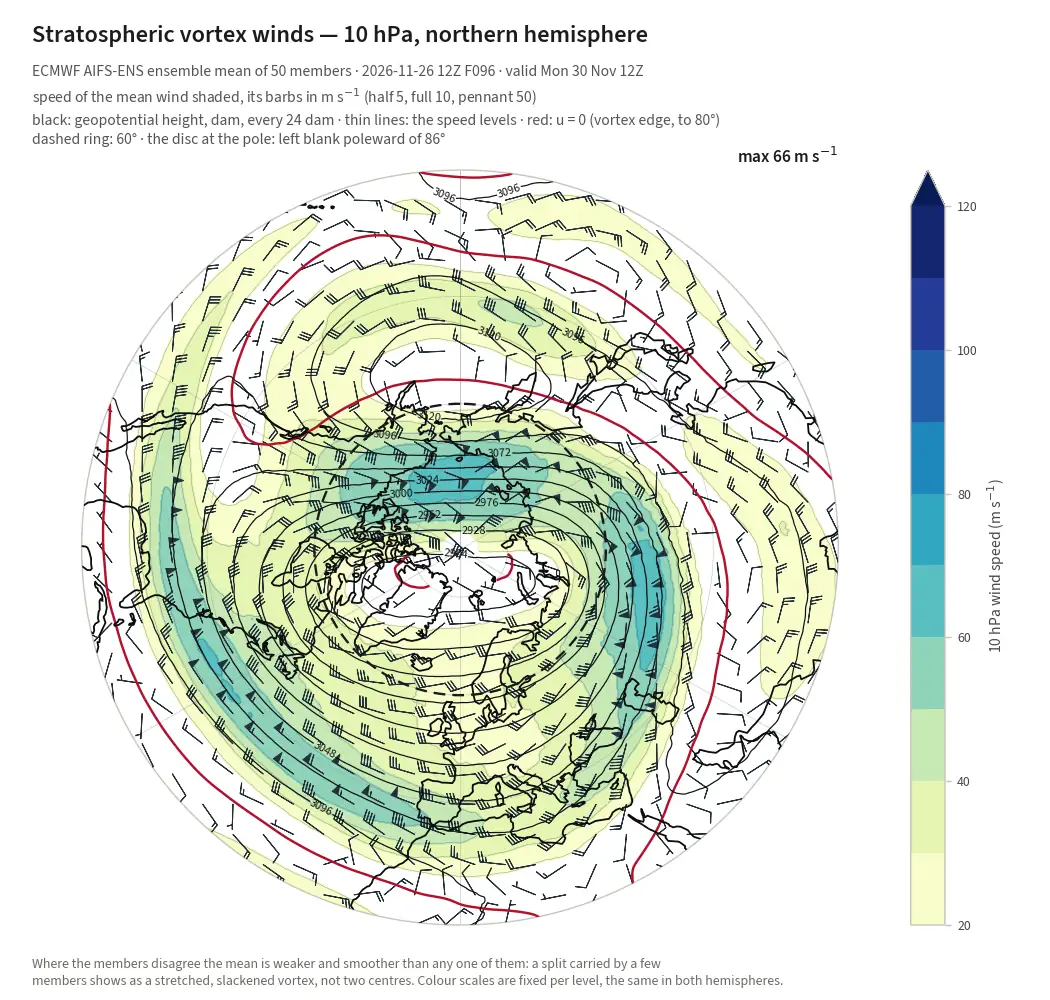 Stratospheric vortex winds — 10 hPa, northern hemisphere
ECMWF AIFS-ENS ensemble mean of 50 members · 2026-11-26 12Z F096 · valid Mon 30 Nov 12Z
speed of the mean wind shaded, its barbs in m s⁻¹ (half 5, full 10, pennant 50)
black: geopotential height, dam, every 24 dam · thin lines: the speed levels · red: u = 0 (vortex edge, to 80°)
dashed ring: 60° · the disc at the pole: left blank poleward of 86°
max 66 m s⁻¹
3096
3096
3096
3072
3024
3000
2976
2952
2928
3048
3096
120
100
80
60
40
20
10 hPa wind speed (m s⁻¹)
Where the members disagree the mean is weaker and smoother than any one of them: a split carried by a few
members shows as a stretched, slackened vortex, not two centres. Colour scales are fixed per level, the same in both hemispheres.